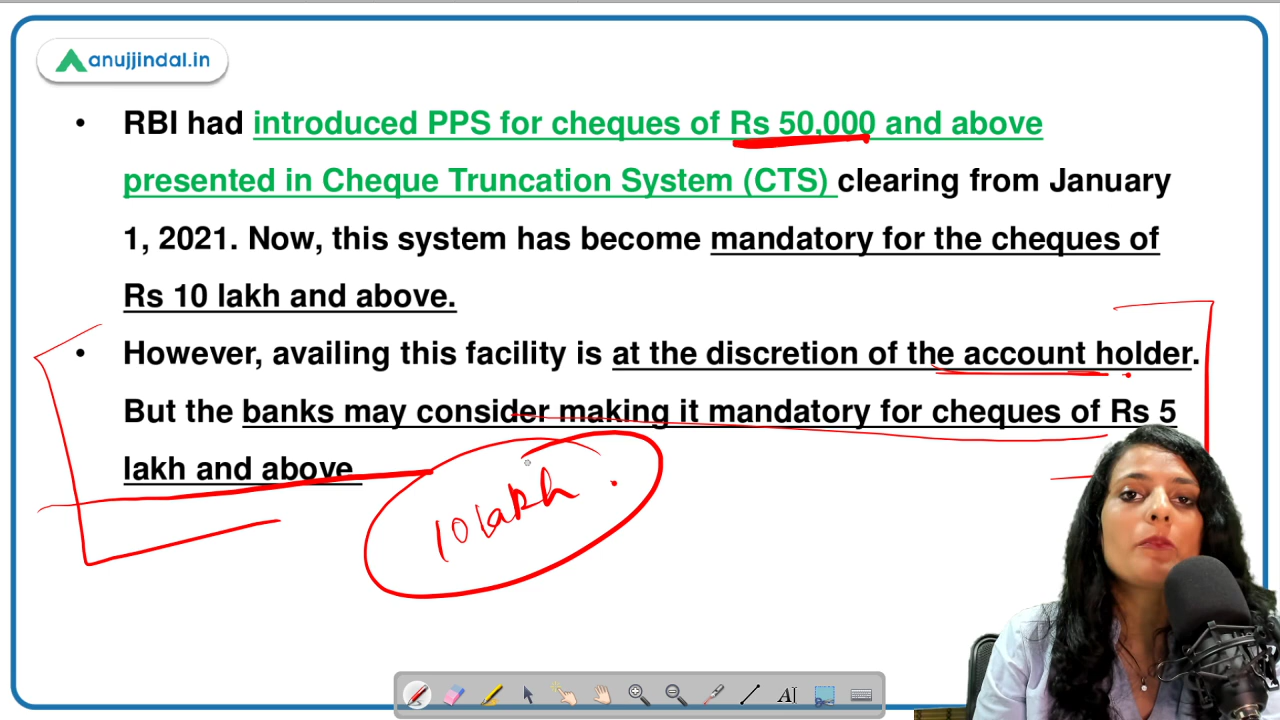 anujjindal.in
• RBI had introduced PPS for cheques of Rs 50,000 and above
presented in Cheque Truncation System (CTS) clearing from January
1, 2021. Now, this system has become mandatory for the cheques of
Rs 10 lakh and above.
• However, availing this facility is at the discretion of the account holder.
But the banks may consider making it mandatory for cheques of Rs 5
lakh and above
10 lakh.
AI